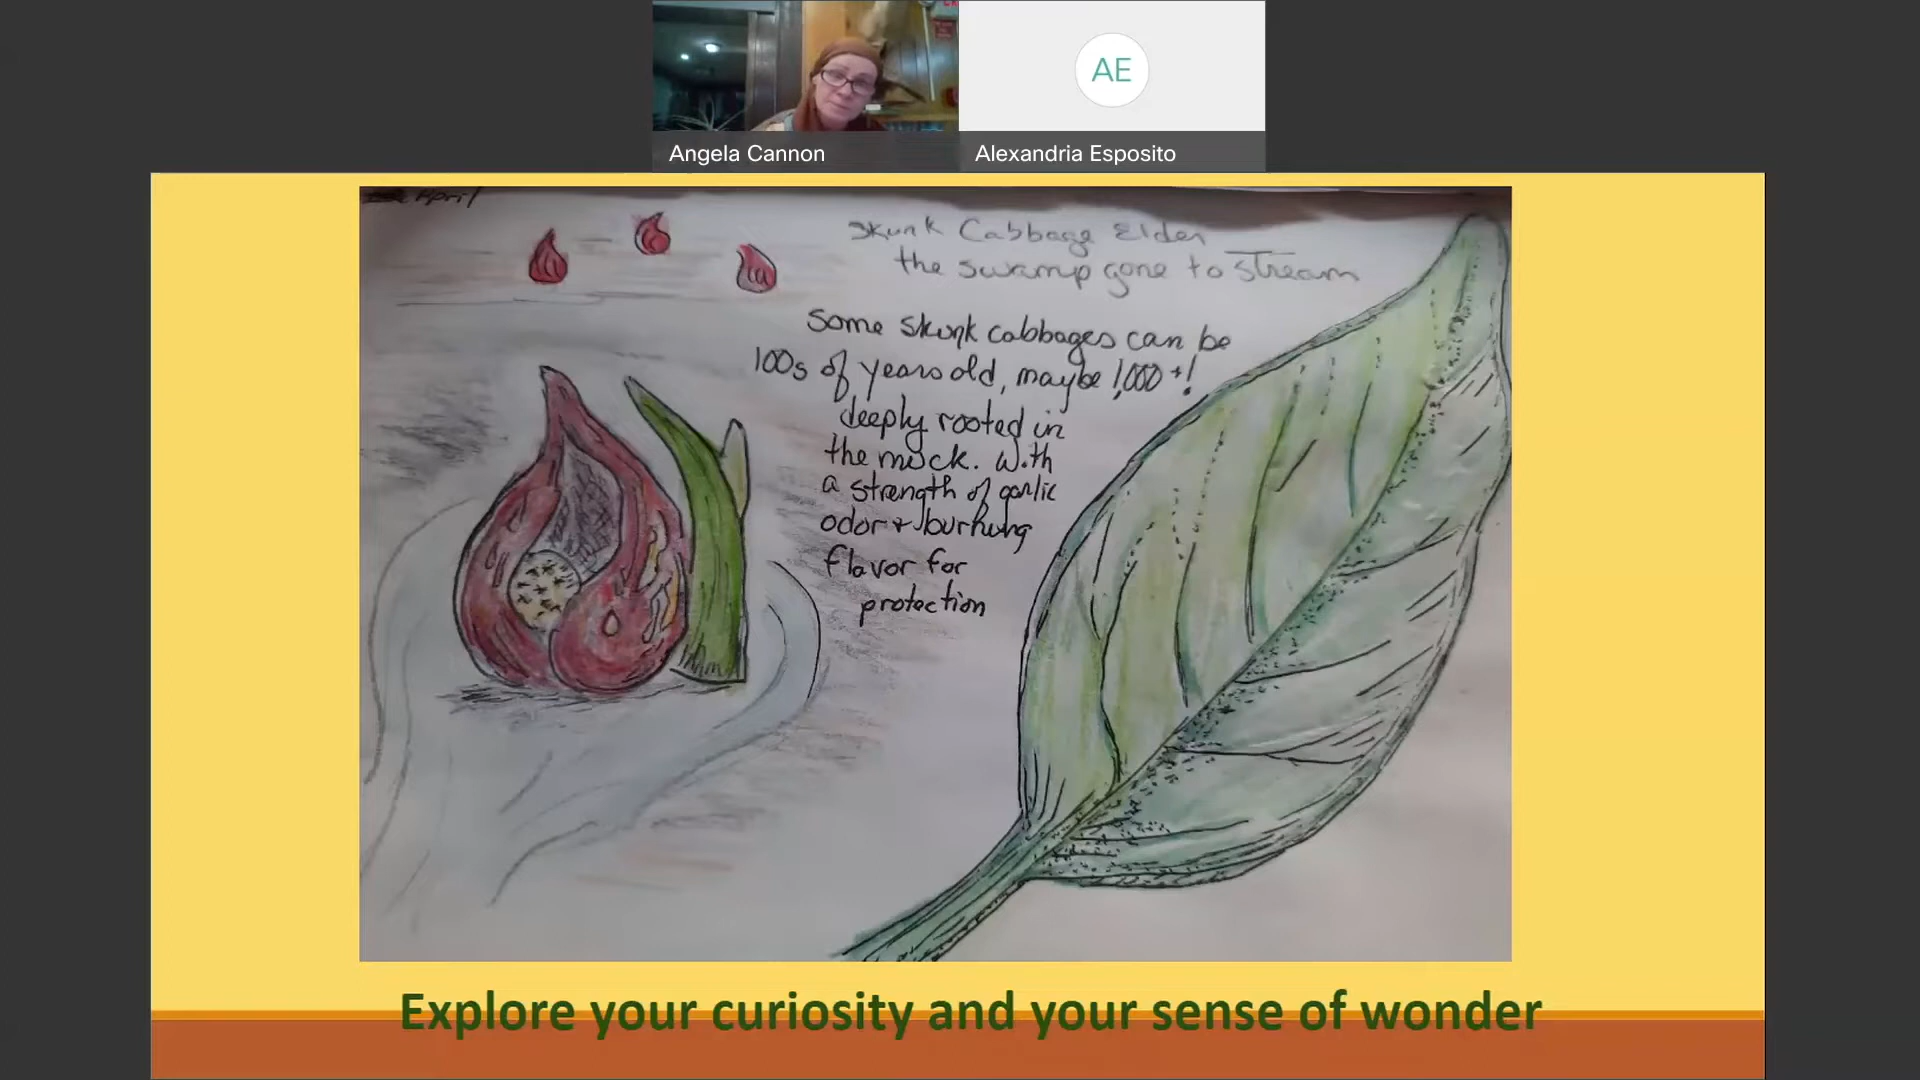 AE
Angela Cannon
Alexandria Esposito
April
Skunk Cabbage Elder
the swamp gone to stream
Some skunk cabbages can be
100s of years old, maybe 1,000 +!
deeply rooted in
the muck. With
a strength of garlic
odor + burning
flavor for
protection
Explore your curiosity and your sense of wonder